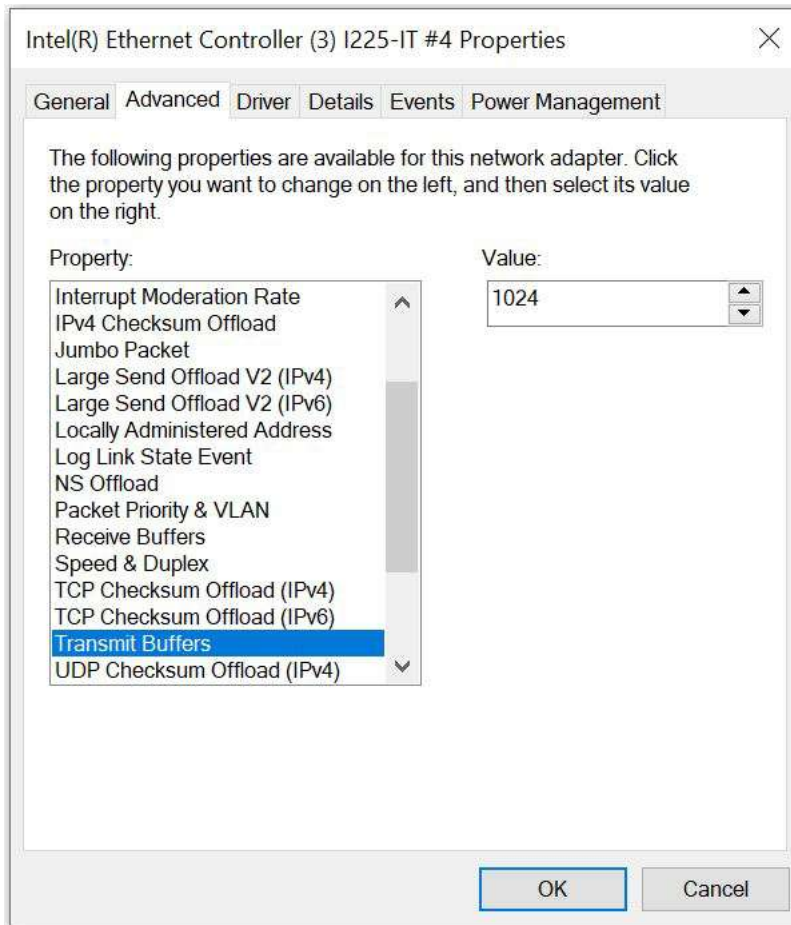 Intel(R) Ethernet Controller (3) I225-IT #4 Properties
General Advanced Driver Details Events Power Management
The following properties are available for this network adapter. Click
the property you want to change on the left, and then select its value
on the right.
Property:
Value:
Interrupt Moderation Rate
IPv4 Checksum Offload
Jumbo Packet
Large Send Offload V2 (IPv4)
Large Send Offload V2 (IPv6)
Locally Administered Address
Log Link State Event
NS Offload
Packet Priority & VLAN
Receive Buffers
Speed & Duplex
TCP Checksum Offload (IPv4)
TCP Checksum Offload (IPv6)
Transmit Buffers
UDP Checksum Offload (IPv4)
1024
OK
Cancel